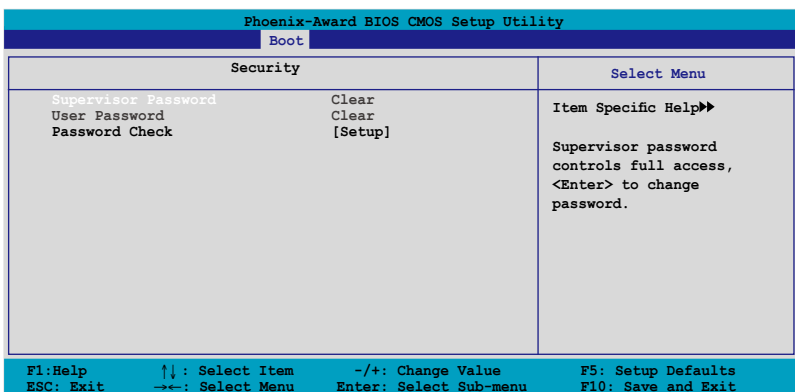 Phoenix-Award BIOS CMOS Setup Utility
Boot
Security
Select Menu
Supervisor Password Clear
User Password Clear
Password Check [Setup]
Item Specific Help▶▶
Supervisor password
controls full access,
<Enter> to change
password.
F1:Help ↑↓ : Select Item -/+: Change Value F5: Setup Defaults
ESC: Exit →←: Select Menu Enter: Select Sub-menu F10: Save and Exit